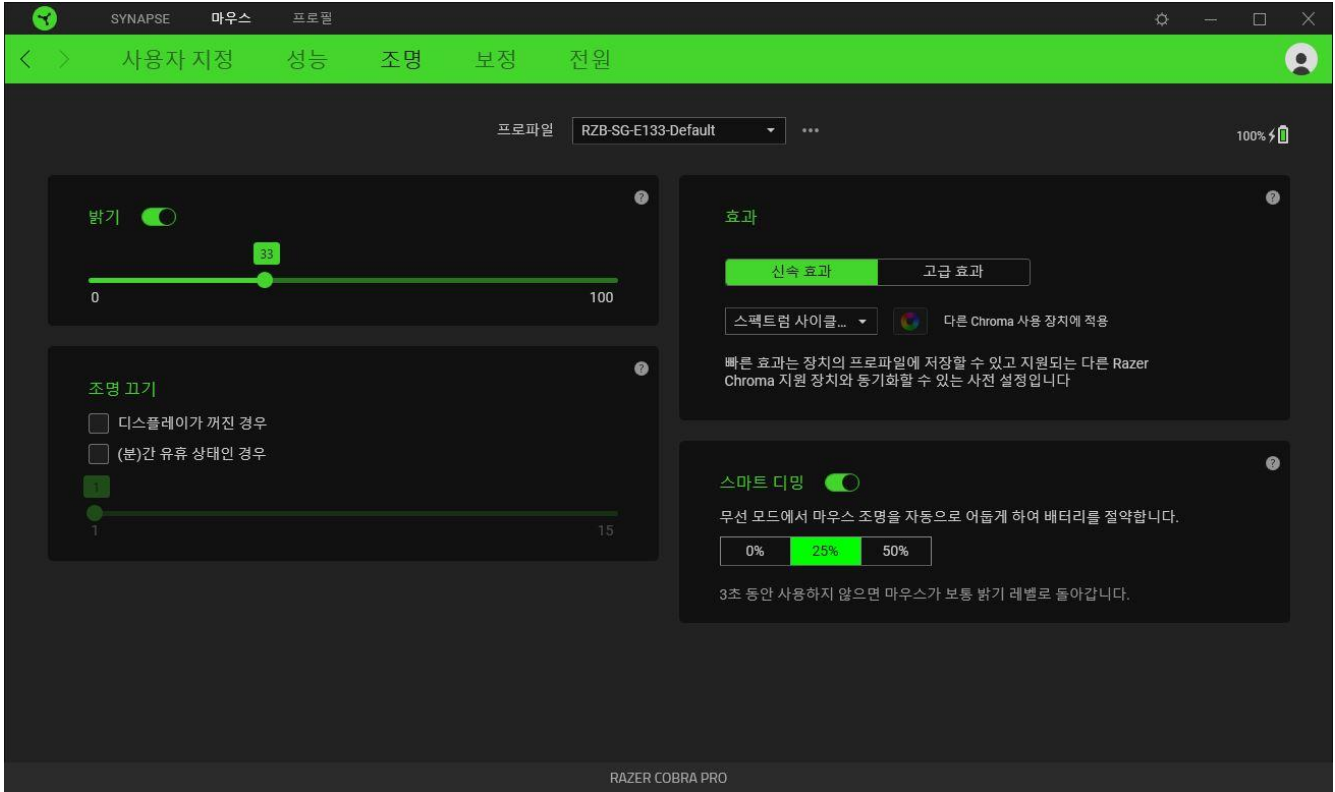 SYNAPSE 마우스 프로필
사용자 지정 성능 조명 보정 전원
프로파일 RZB-SG-E133-Default
100%
밝기
33
0 100
조명 끄기
디스플레이가 꺼진 경우
(분)간 유휴 상태인 경우
1
1 15
효과
신속 효과 고급 효과
스펙트럼 사이클... 다른 Chroma 사용 장치에 적용
빠른 효과는 장치의 프로파일에 저장할 수 있고 지원되는 다른 Razer
Chroma 지원 장치와 동기화할 수 있는 사전 설정입니다
스마트 디밍
무선 모드에서 마우스 조명을 자동으로 어둡게 하여 배터리를 절약합니다.
0% 25% 50%
3초 동안 사용하지 않으면 마우스가 보통 밝기 레벨로 돌아갑니다.
RAZER COBRA PRO